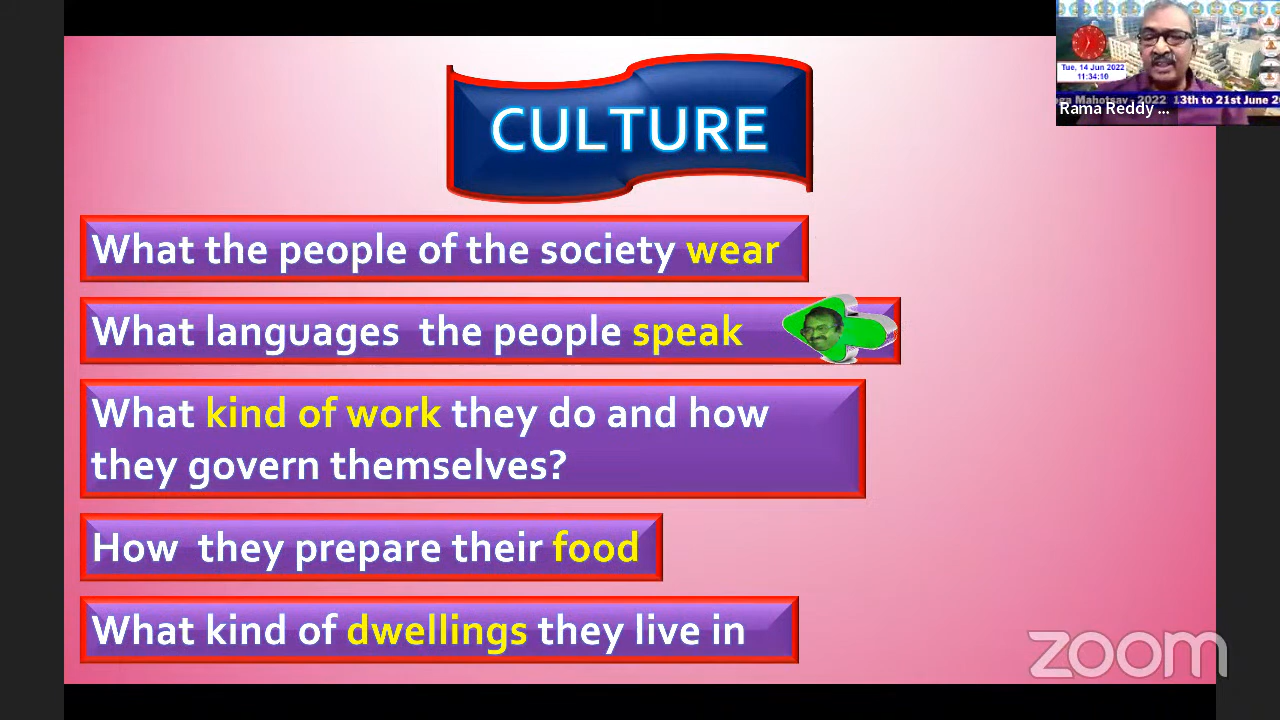 CULTURE
What the people of the society wear
What languages the people speak
What kind of work they do and how
they govern themselves?
How they prepare their food
What kind of dwellings they live in
Tue, 14 Jun 2022
11:34:10
Mahotsav - 2022 13th to 21st June 2
Rama Reddy ...
zoom